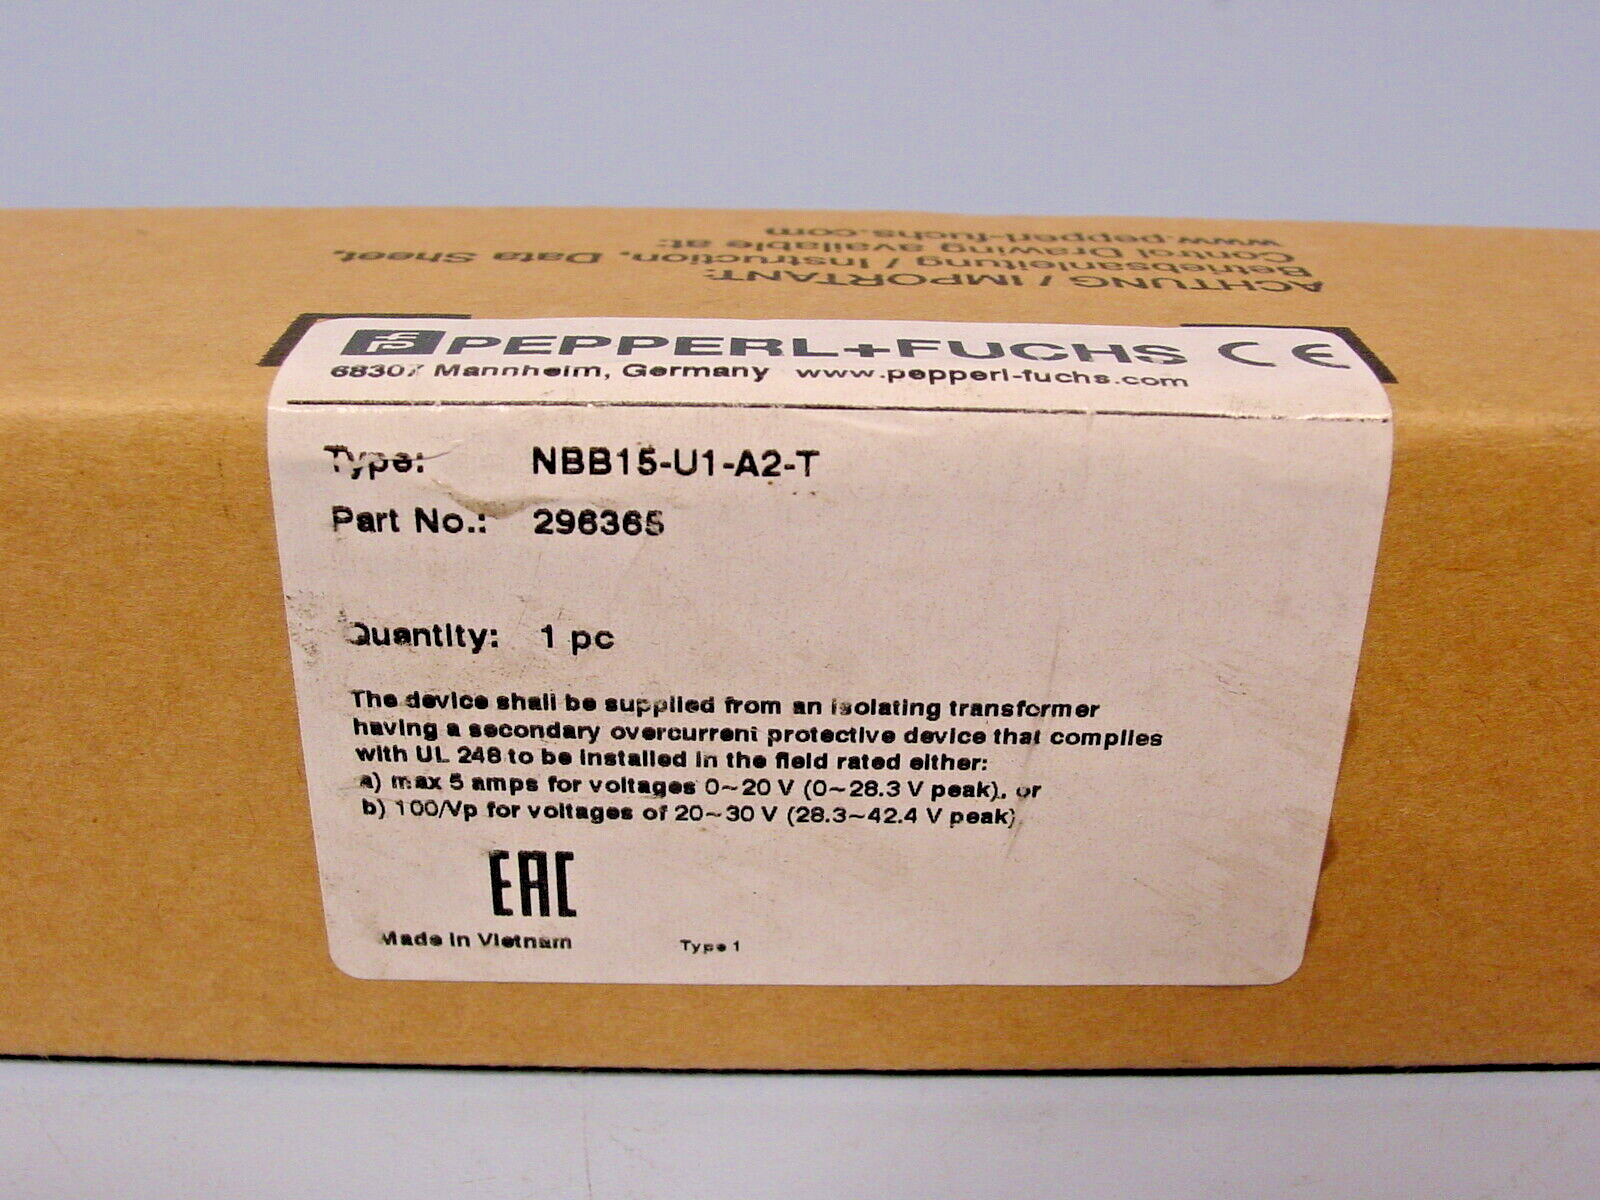 ACHTUNG / IMPORTANT:
Betriebsanleitung / Instruction, Data Sheet,
Control Drawing available at:
www.pepperl-fuchs.com
PEPPERL+FUCHS CE
68307 Mannheim, Germany www.pepperl-fuchs.com
Type: NBB15-U1-A2-T
Part No.: 296365
Quantity: 1 pc
The device shall be supplied from an isolating transformer
having a secondary overcurrent protective device that complies
with UL 248 to be installed in the field rated either:
a) max 5 amps for voltages 0~20 V (0~28.3 V peak), or
b) 100/Vp for voltages of 20~30 V (28.3~42.4 V peak)
EAC
Made in Vietnam Type 1